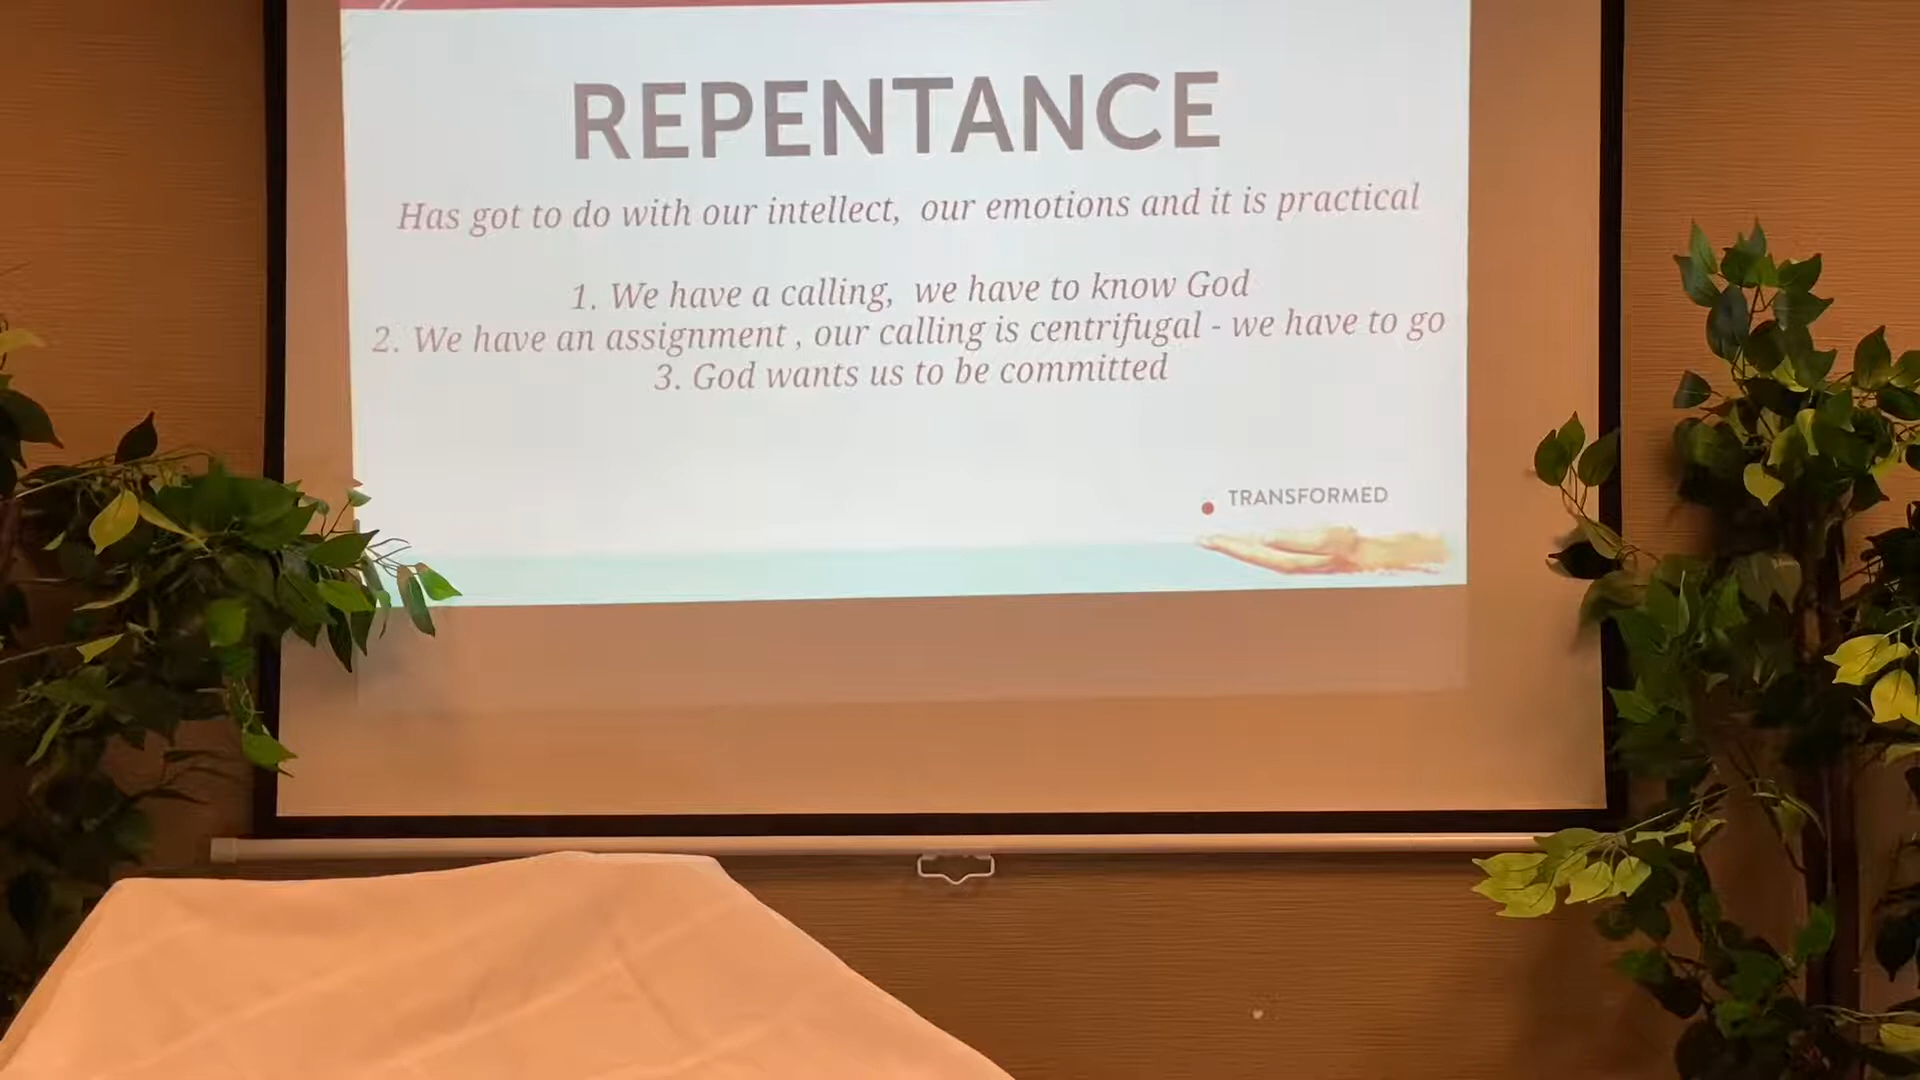 REPENTANCE
Has got to do with our intellect, our emotions and it is practical
1. We have a calling, we have to know God
2. We have an assignment , our calling is centrifugal - we have to go
3. God wants us to be committed
TRANSFORMED